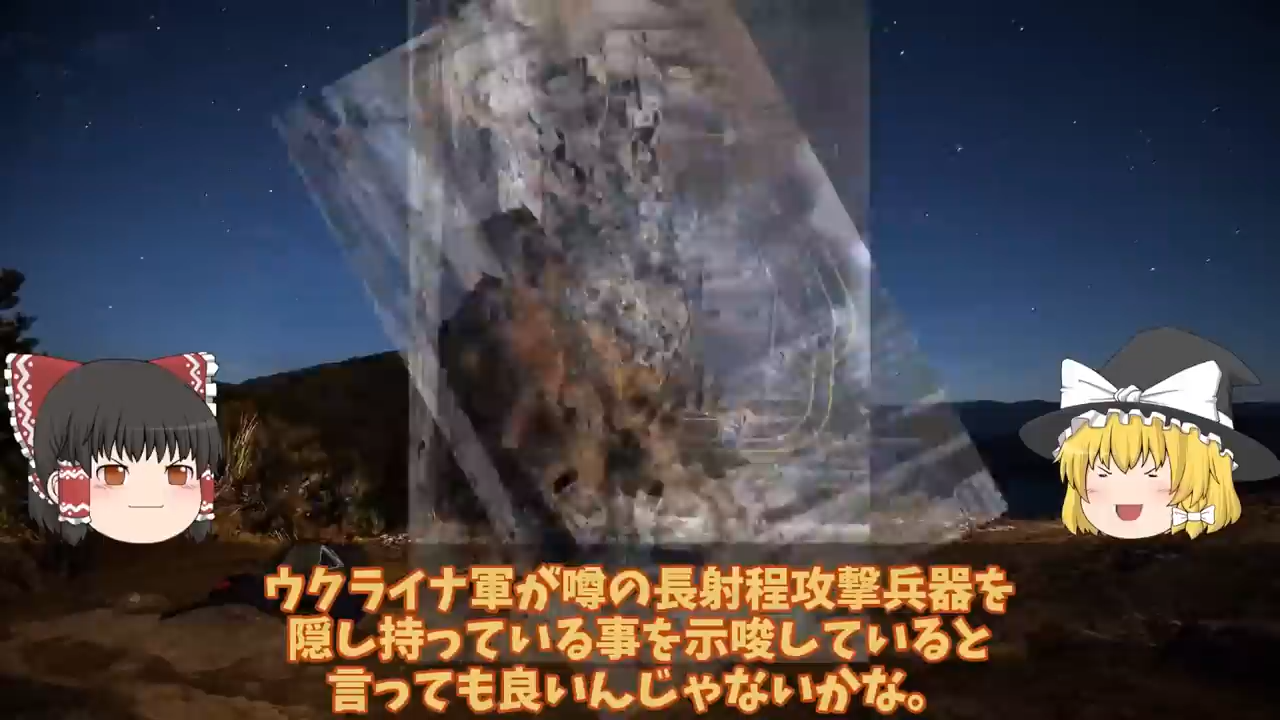 ウクライナ軍が噂の長射程攻撃兵器を
隠し持っている事を示唆していると
言っても良いんじゃないかな。